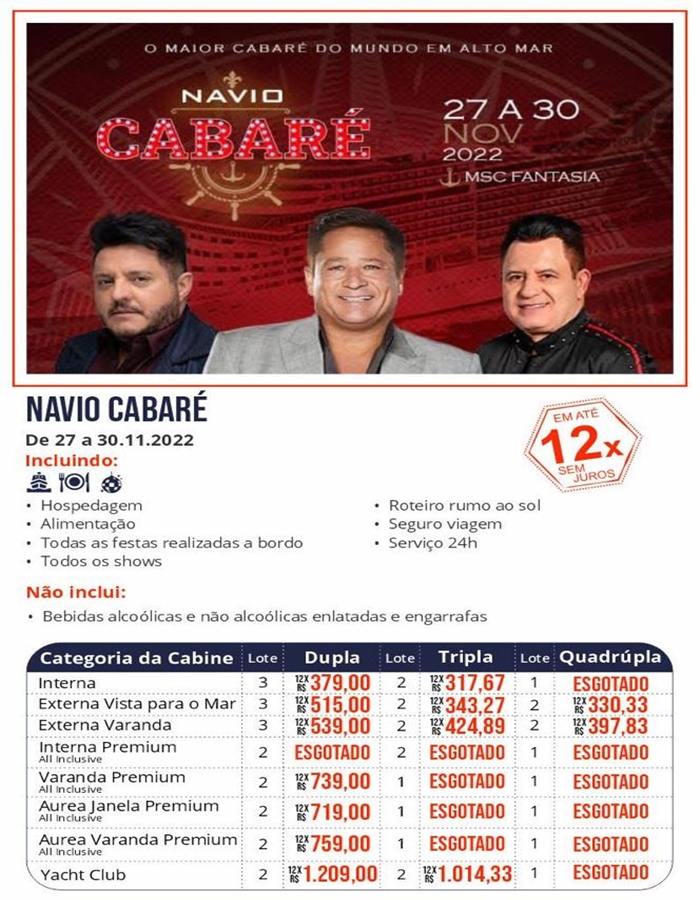 O MAIOR CABARÉ DO MUNDO EM ALTO MAR
NAVIO
CABARÉ
27 A 30
NOV
2022
MSC FANTASIA
NAVIO CABARÉ
De 27 a 30.11.2022
Incluindo:
• Hospedagem
• Alimentação
• Todas as festas realizadas a bordo
• Todos os shows
• Roteiro rumo ao sol
• Seguro viagem
• Serviço 24h
EM ATÉ
12x
SEM
JUROS
Não inclui:
• Bebidas alcoólicas e não alcoólicas enlatadas e engarrafas
Categoria da Cabine Lote Dupla Lote Tripla Lote Quadrúpla
Interna 3 12X R$ 379,00 2 12X R$ 317,67 1 ESGOTADO
Externa Vista para o Mar 3 12X R$ 515,00 2 12X R$ 343,27 2 12X R$ 330,33
Externa Varanda 3 12X R$ 539,00 2 12X R$ 424,89 2 12X R$ 397,83
Interna Premium 2 ESGOTADO 2 ESGOTADO 1 ESGOTADO
All Inclusive
Varanda Premium 2 12X R$ 739,00 1 ESGOTADO 1 ESGOTADO
All Inclusive
Aurea Janela Premium 2 12X R$ 719,00 1 ESGOTADO 1 ESGOTADO
All Inclusive
Aurea Varanda Premium 2 12X R$ 759,00 1 ESGOTADO 1 ESGOTADO
All Inclusive
Yacht Club 2 12X R$ 1.209,00 2 12X R$ 1.014,33 1 ESGOTADO